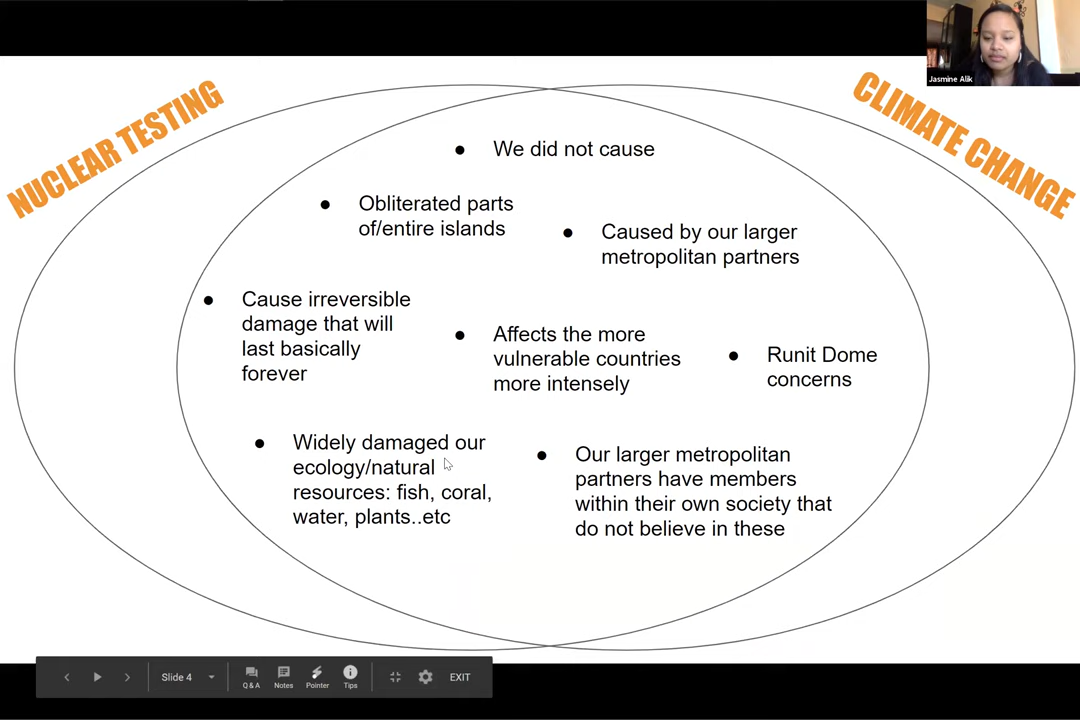 Jasmine Alik
NUCLEAR TESTING
CLIMATE CHANGE
● We did not cause
● Obliterated parts
of/entire islands
● Caused by our larger
metropolitan partners
● Cause irreversible
damage that will
last basically
forever
● Affects the more
vulnerable countries
more intensely
● Runit Dome
concerns
● Widely damaged our
ecology/natural
resources: fish, coral,
water, plants..etc
● Our larger metropolitan
partners have members
within their own society that
do not believe in these
Slide 4
Q & A
Notes
Pointer
Tips
EXIT